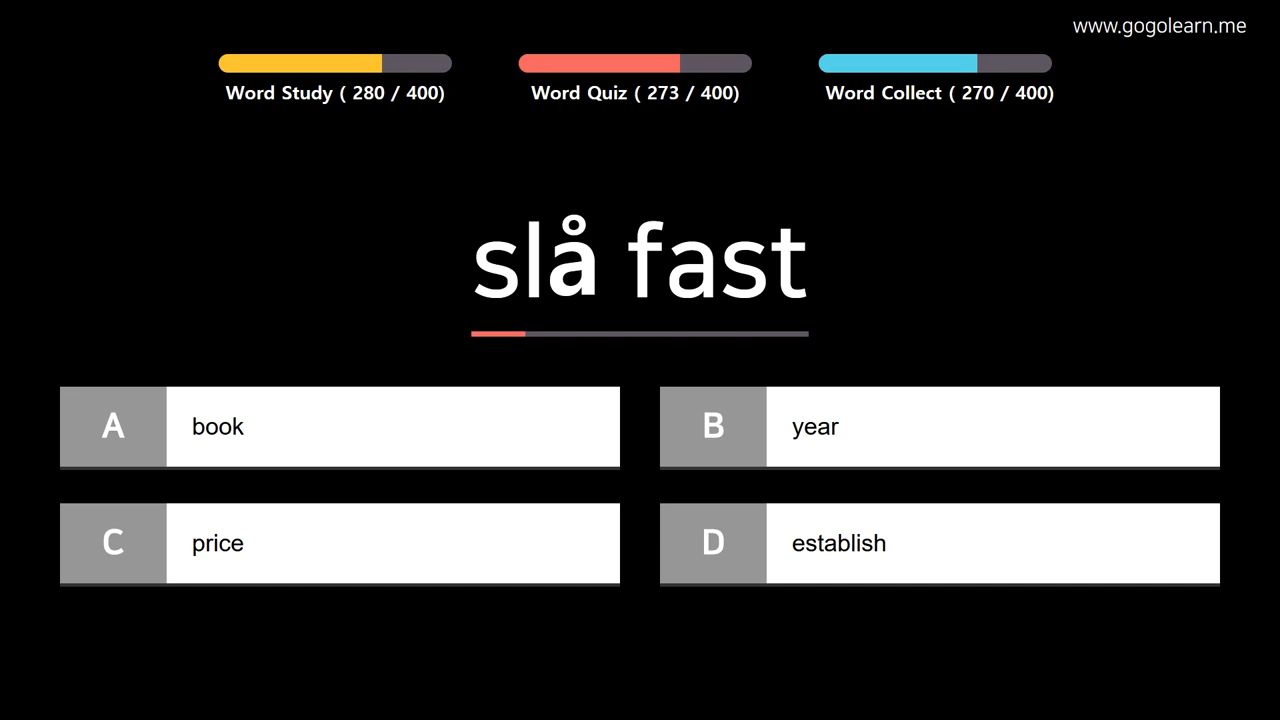 www.gogolearn.me
Word Study ( 280 / 400)
Word Quiz ( 273 / 400)
Word Collect ( 270 / 400)
slå fast
A book
B year
C price
D establish